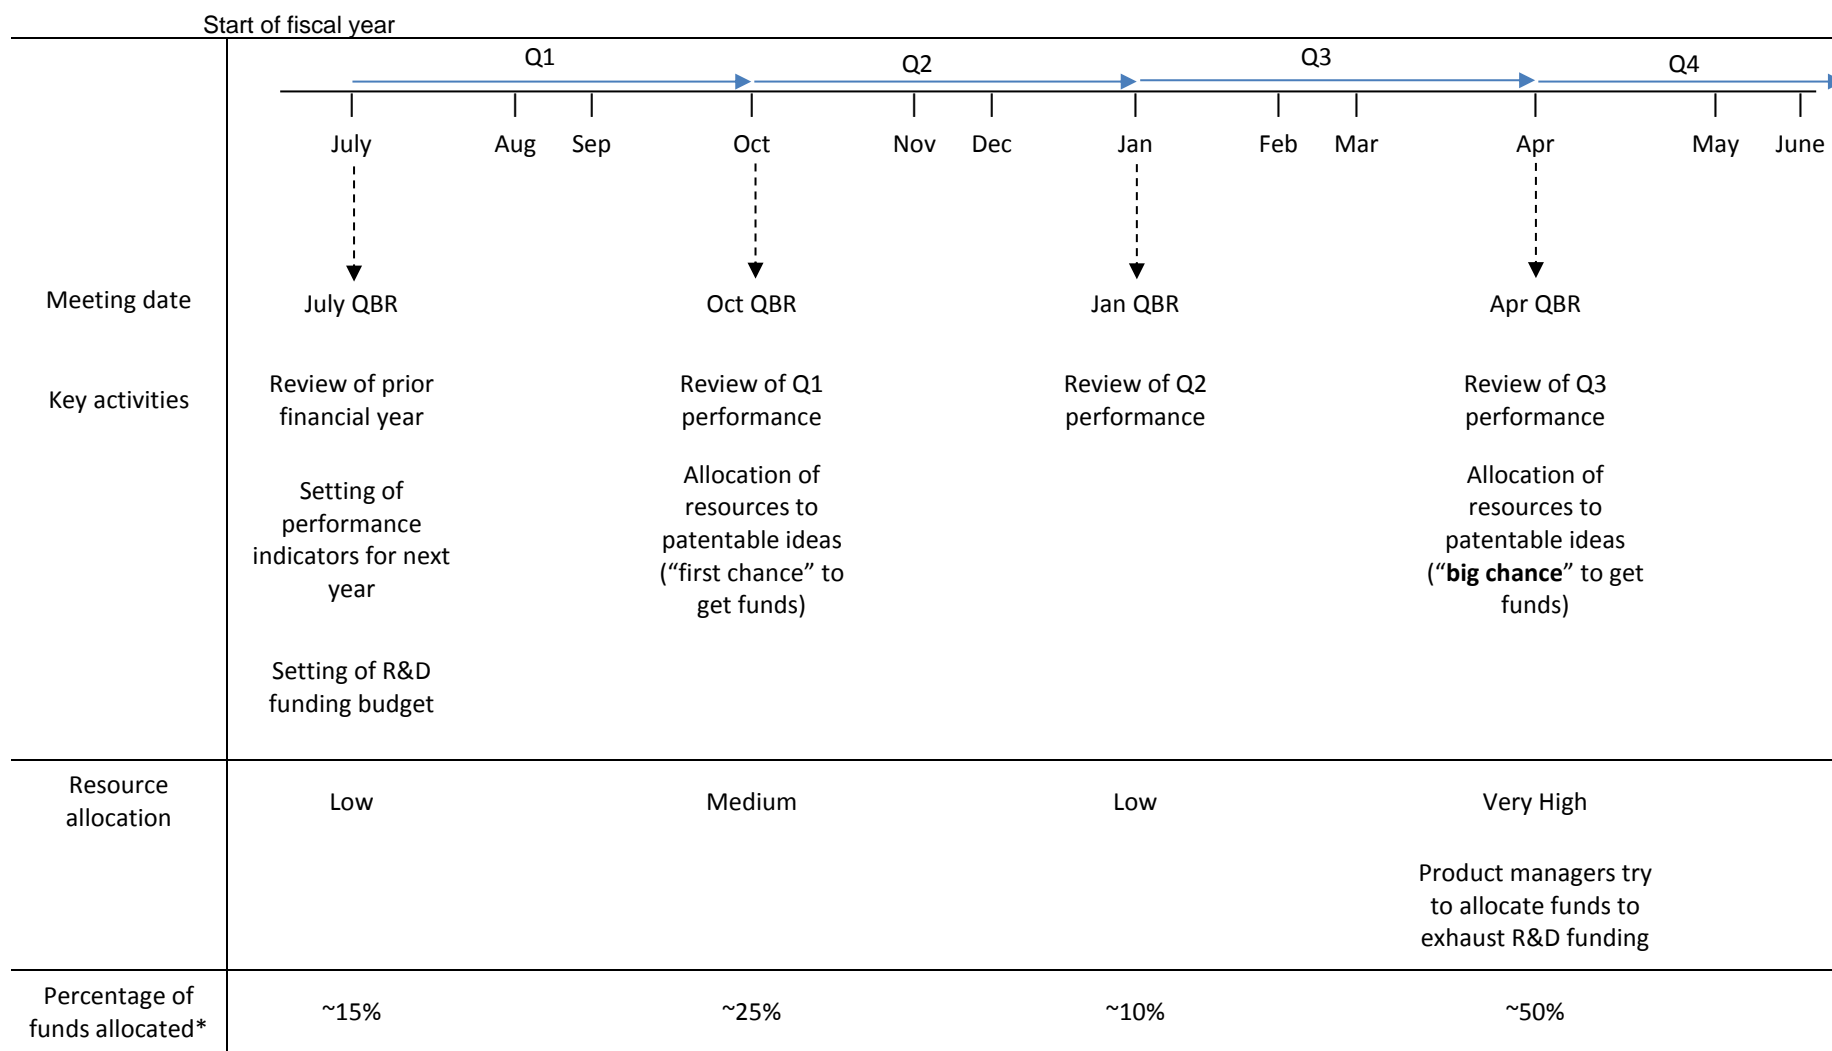 Start of fiscal year
Q1 Q2 Q3 Q4
July Aug Sep Oct Nov Dec Jan Feb Mar Apr May June
Meeting date
July QBR Oct QBR Jan QBR Apr QBR
Key activities
Review of prior
financial year
Setting of
performance
indicators for next
year
Setting of R&D
funding budget
Review of Q1
performance
Allocation of
resources to
patentable ideas
(“first chance” to
get funds)
Review of Q2
performance
Review of Q3
performance
Allocation of
resources to
patentable ideas
(“big chance” to get
funds)
Resource
allocation
Low Medium Low Very High
Product managers try
to allocate funds to
exhaust R&D funding
Percentage of
funds allocated*
~15% ~25% ~10% ~50%